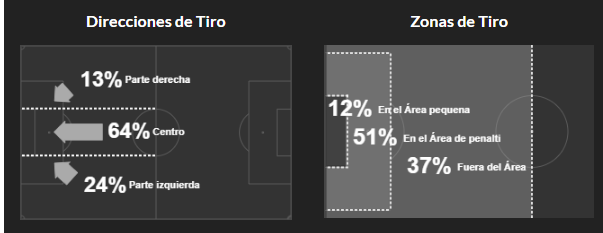 Direcciones de Tiro
13% Parte derecha
64% Centro
24% Parte izquierda
Zonas de Tiro
12% En el Área pequena
51% En el Área de penalti
37% Fuera del Área